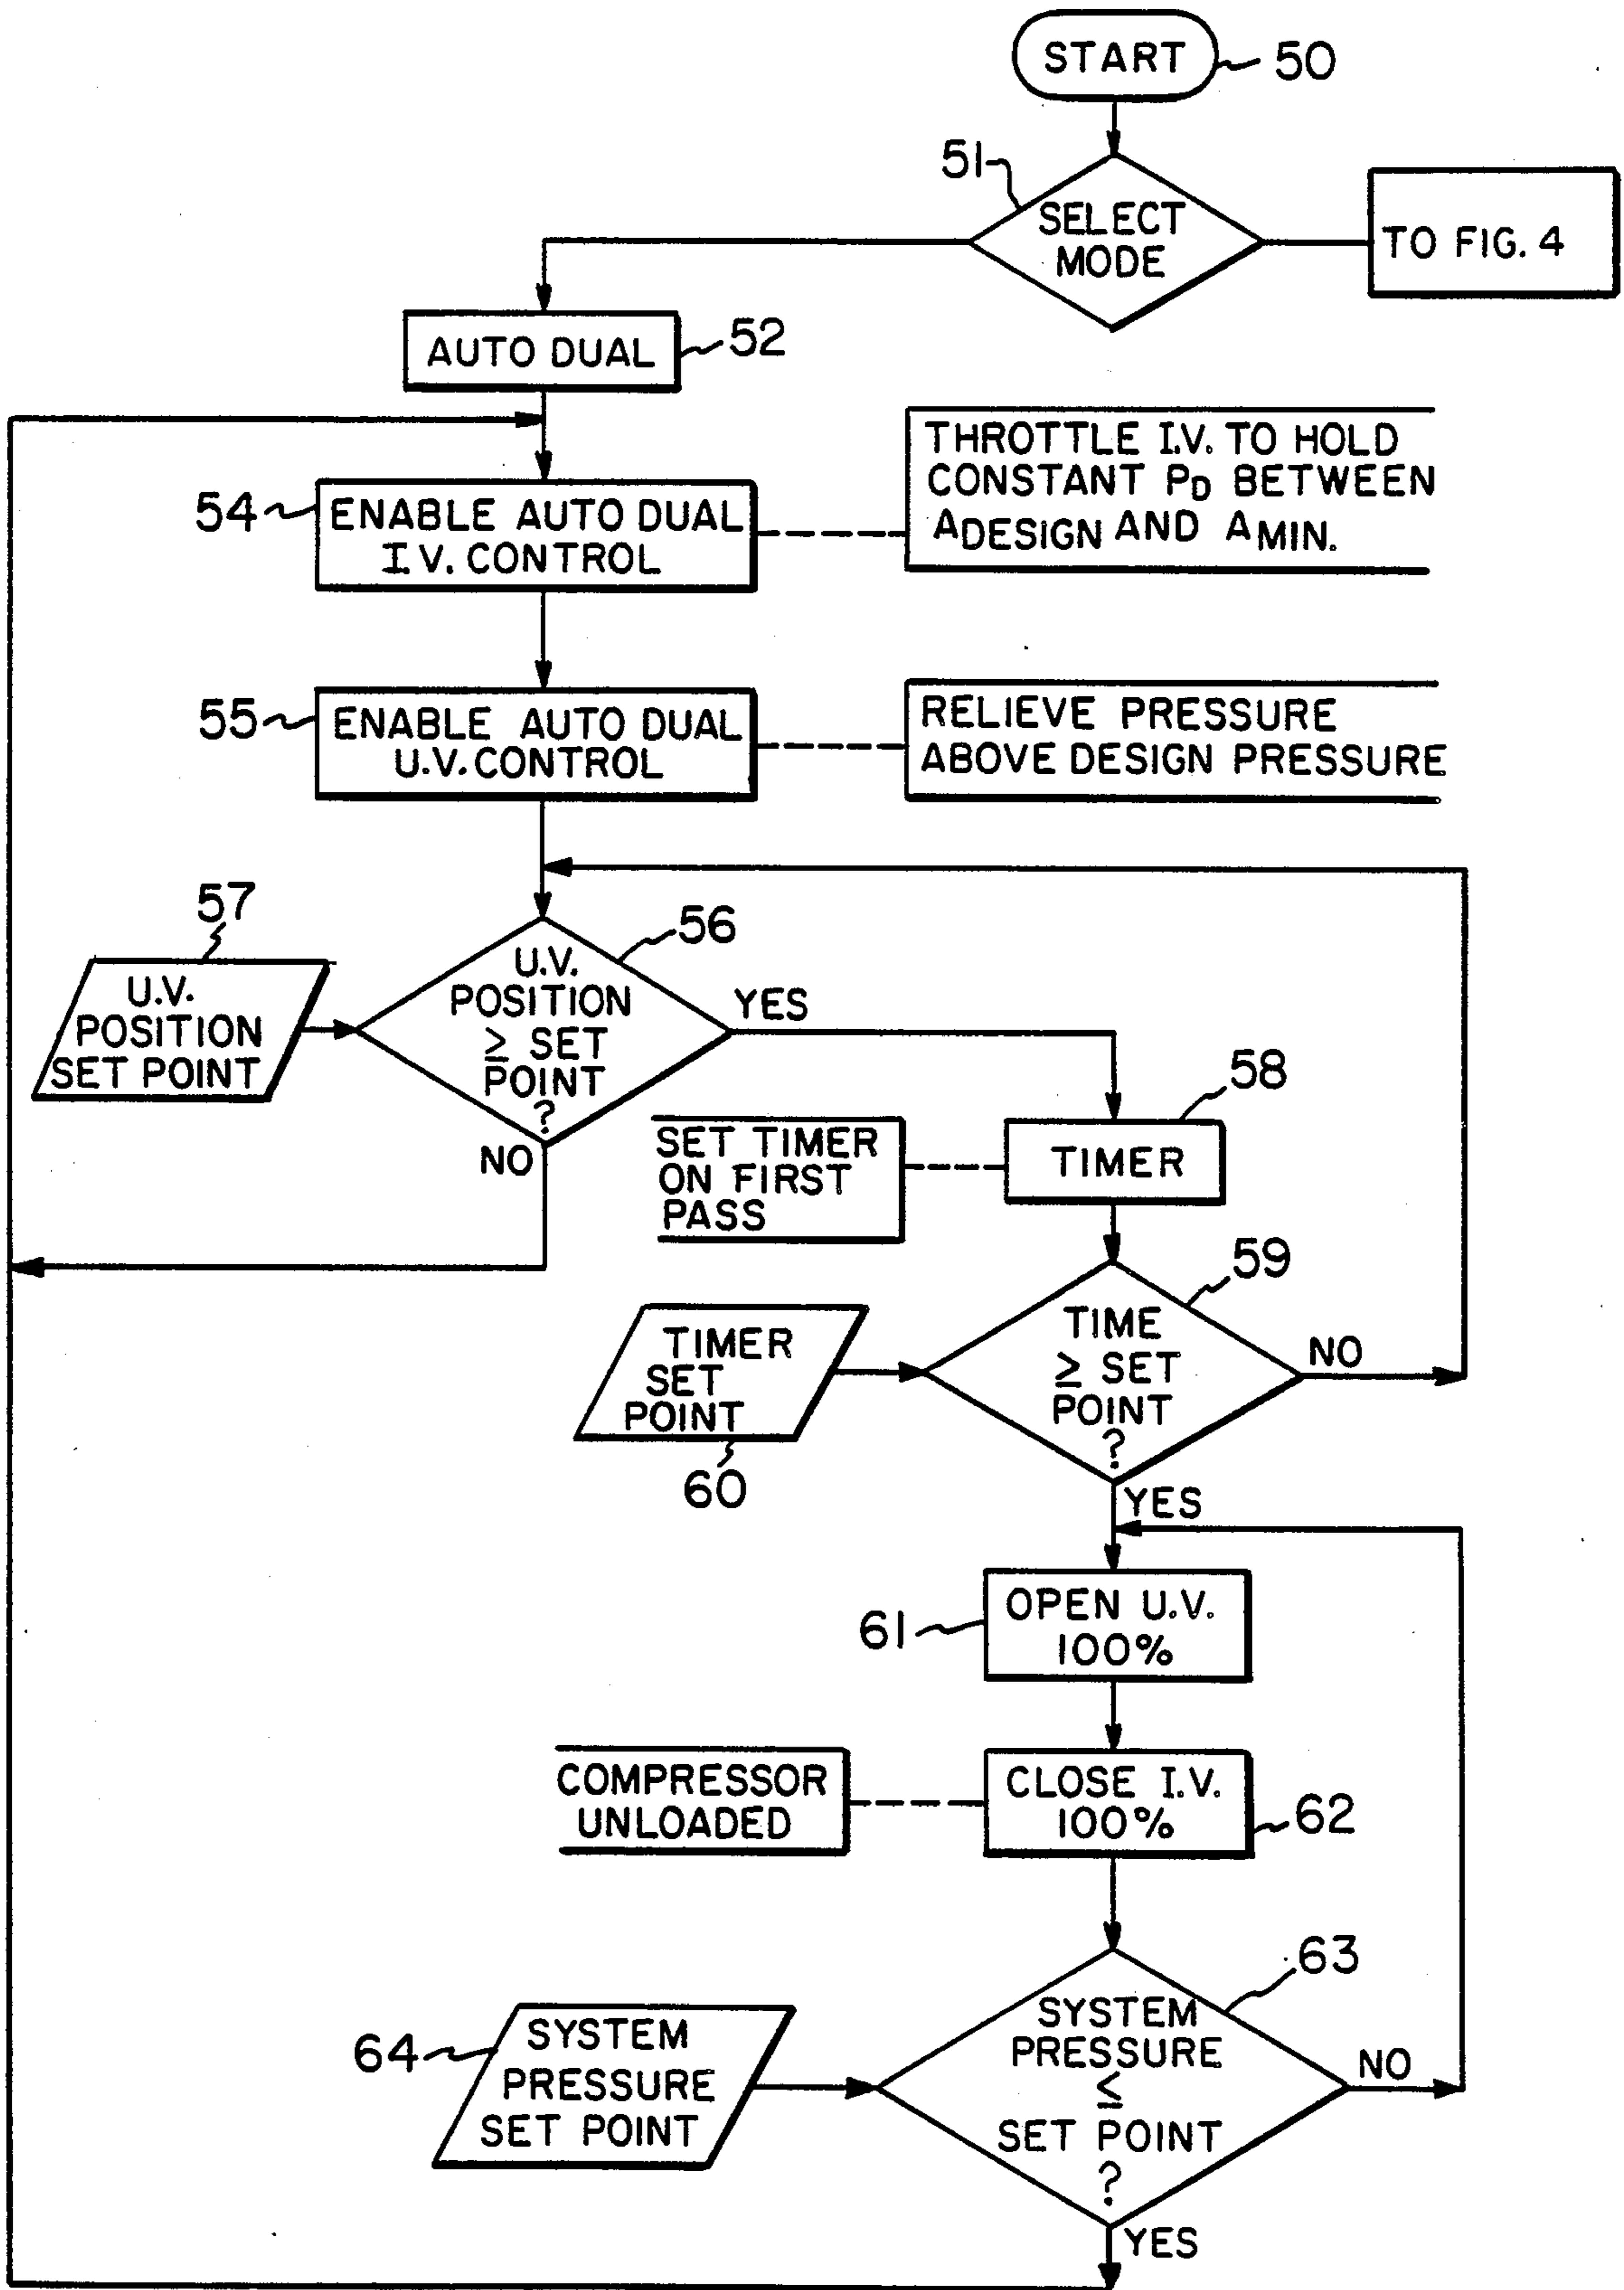 START
50
51
SELECT
MODE
TO FIG. 4
AUTO DUAL
52
THROTTLE I.V. TO HOLD
CONSTANT PD BETWEEN
ADESIGN AND AMIN.
54
ENABLE AUTO DUAL
I.V. CONTROL
55
ENABLE AUTO DUAL
U.V. CONTROL
RELIEVE PRESSURE
ABOVE DESIGN PRESSURE
57
U.V.
POSITION
SET POINT
56
U.V.
POSITION
≥ SET
POINT
?
YES
NO
58
SET TIMER
ON FIRST
PASS
TIMER
59
TIMER
SET
POINT
60
TIME
≥ SET
POINT
?
NO
YES
61
OPEN U.V.
100%
COMPRESSOR
UNLOADED
CLOSE I.V.
100%
62
63
64
SYSTEM
PRESSURE
SET POINT
SYSTEM
PRESSURE
≤
SET POINT
?
NO
YES